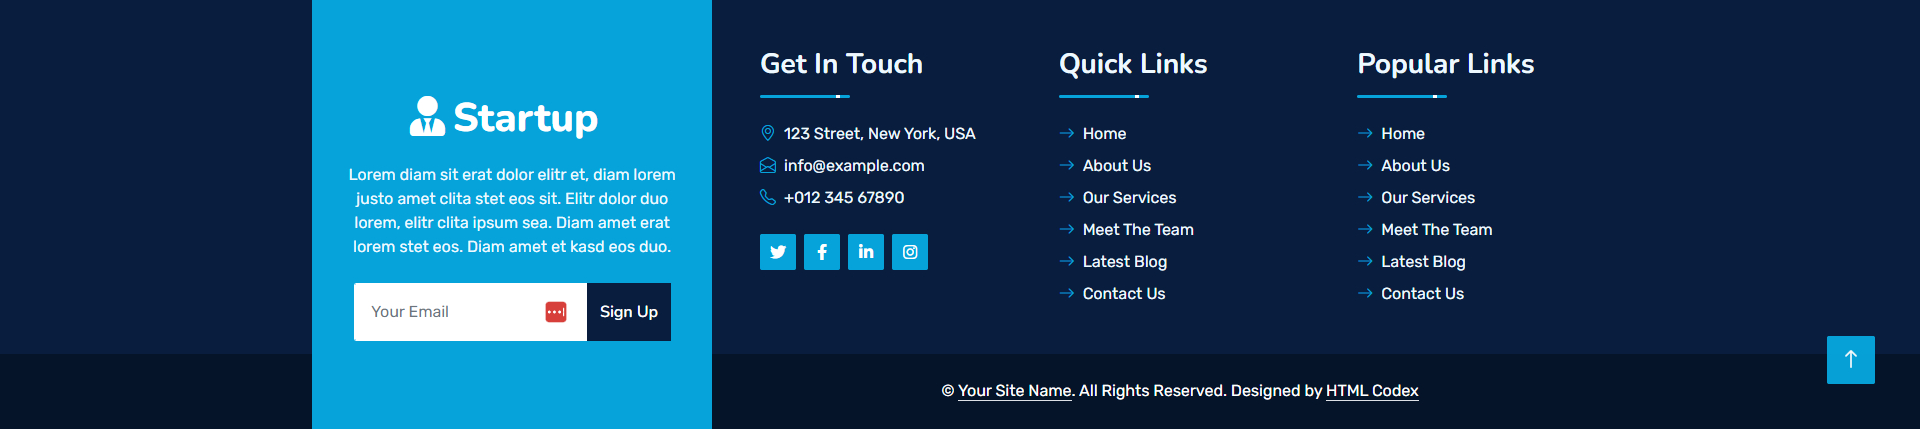 Startup
Lorem diam sit erat dolor elitr et, diam lorem
justo amet clita stet eos sit. Elitr dolor duo
lorem, elitr clita ipsum sea. Diam amet erat
lorem stet eos. Diam amet et kasd eos duo.
Your Email
Sign Up
Get In Touch
123 Street, New York, USA
info@example.com
+012 345 67890
Quick Links
Home
About Us
Our Services
Meet The Team
Latest Blog
Contact Us
Popular Links
Home
About Us
Our Services
Meet The Team
Latest Blog
Contact Us
© Your Site Name. All Rights Reserved. Designed by HTML Codex